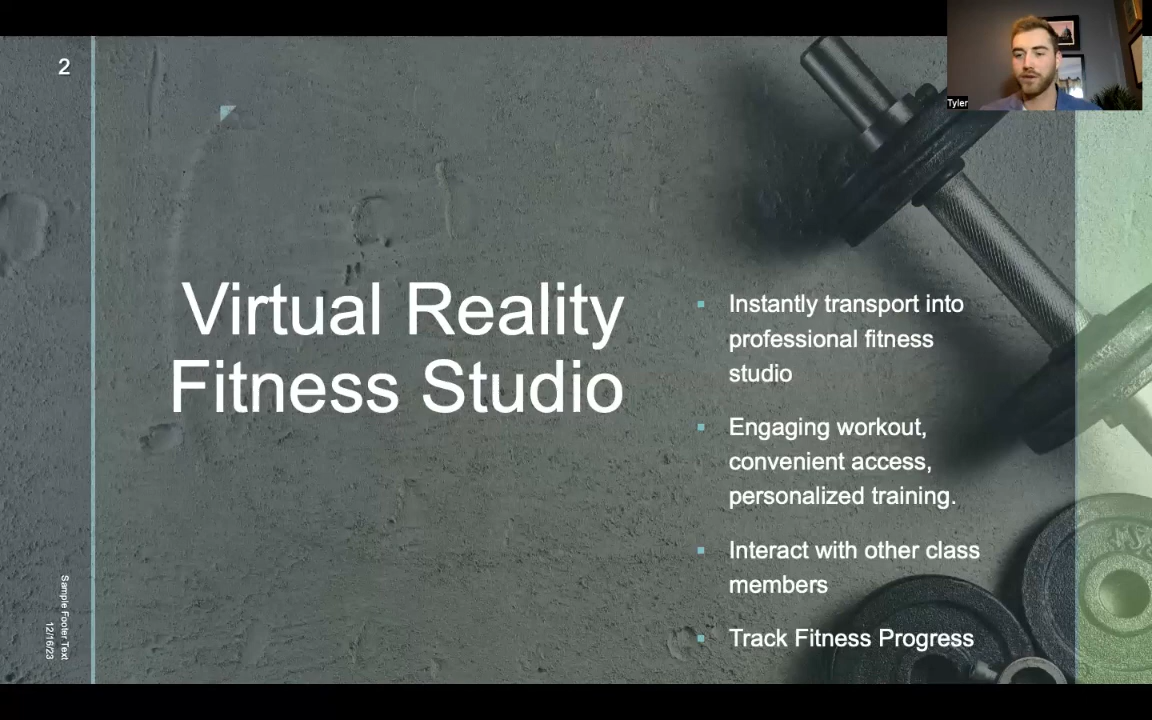 2
Tyler
Virtual Reality
Fitness Studio
Instantly transport into
professional fitness
studio
Engaging workout,
convenient access,
personalized training.
Interact with other class
members
Track Fitness Progress
Sample Footer Text
12/16/23